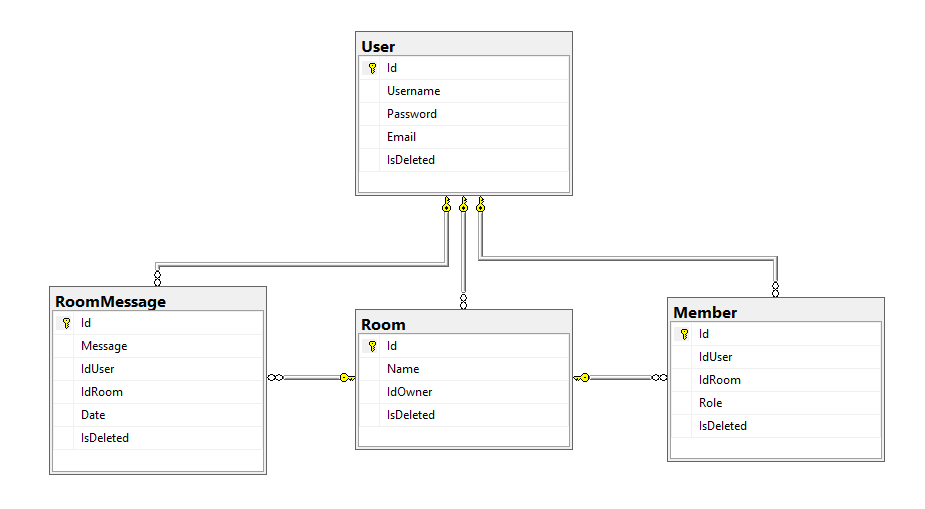 User
Id
Username
Password
Email
IsDeleted
RoomMessage
Id
Message
IdUser
IdRoom
Date
IsDeleted
Room
Id
Name
IdOwner
IsDeleted
Member
Id
IdUser
IdRoom
Role
IsDeleted